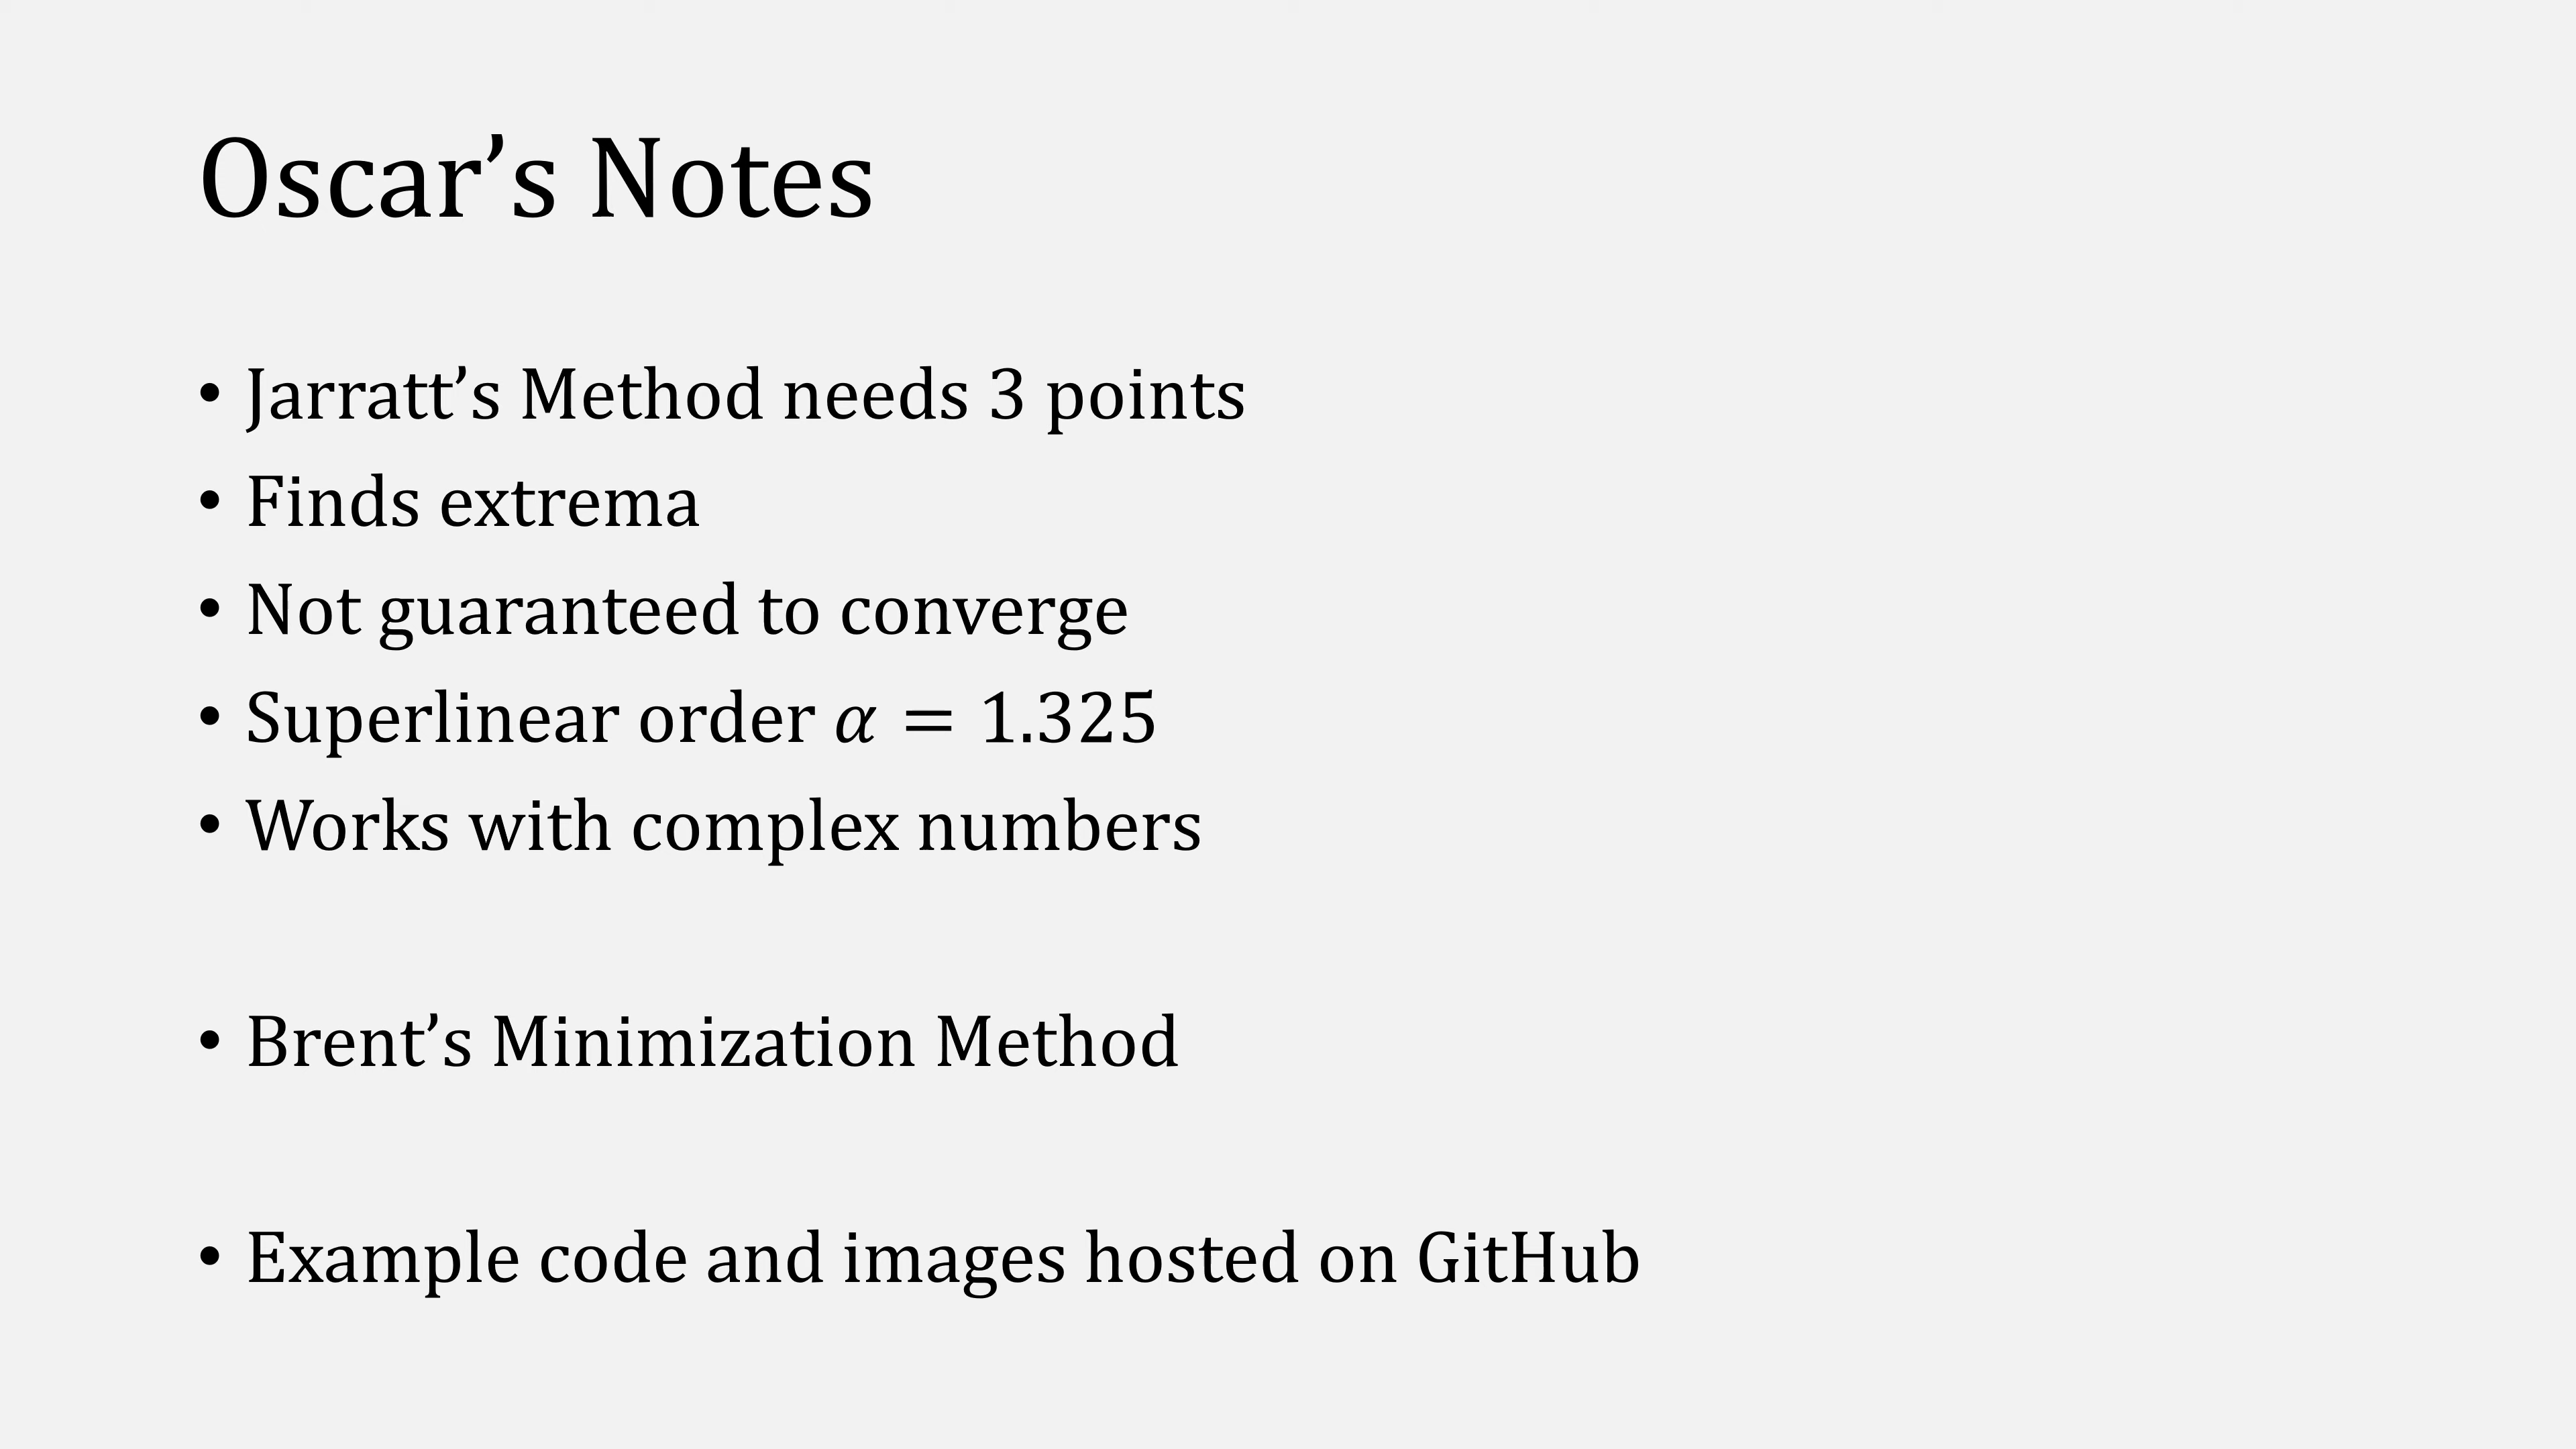 Oscar’s Notes
• Jarratt’s Method needs 3 points
• Finds extrema
• Not guaranteed to converge
• Superlinear order 𝛼 = 1.325
• Works with complex numbers
• Brent’s Minimization Method
• Example code and images hosted on GitHub